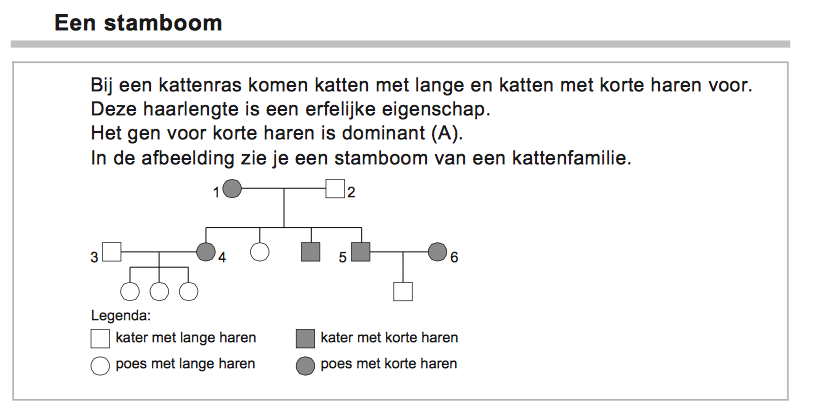 Een stamboom
Bij een kattenras komen katten met lange en katten met korte haren voor.
Deze haarlengte is een erfelijke eigenschap.
Het gen voor korte haren is dominant (A).
In de afbeelding zie je een stamboom van een kattenfamilie.
1 2
3 4 5 6
Legenda:
kater met lange haren kater met korte haren
poes met lange haren poes met korte haren